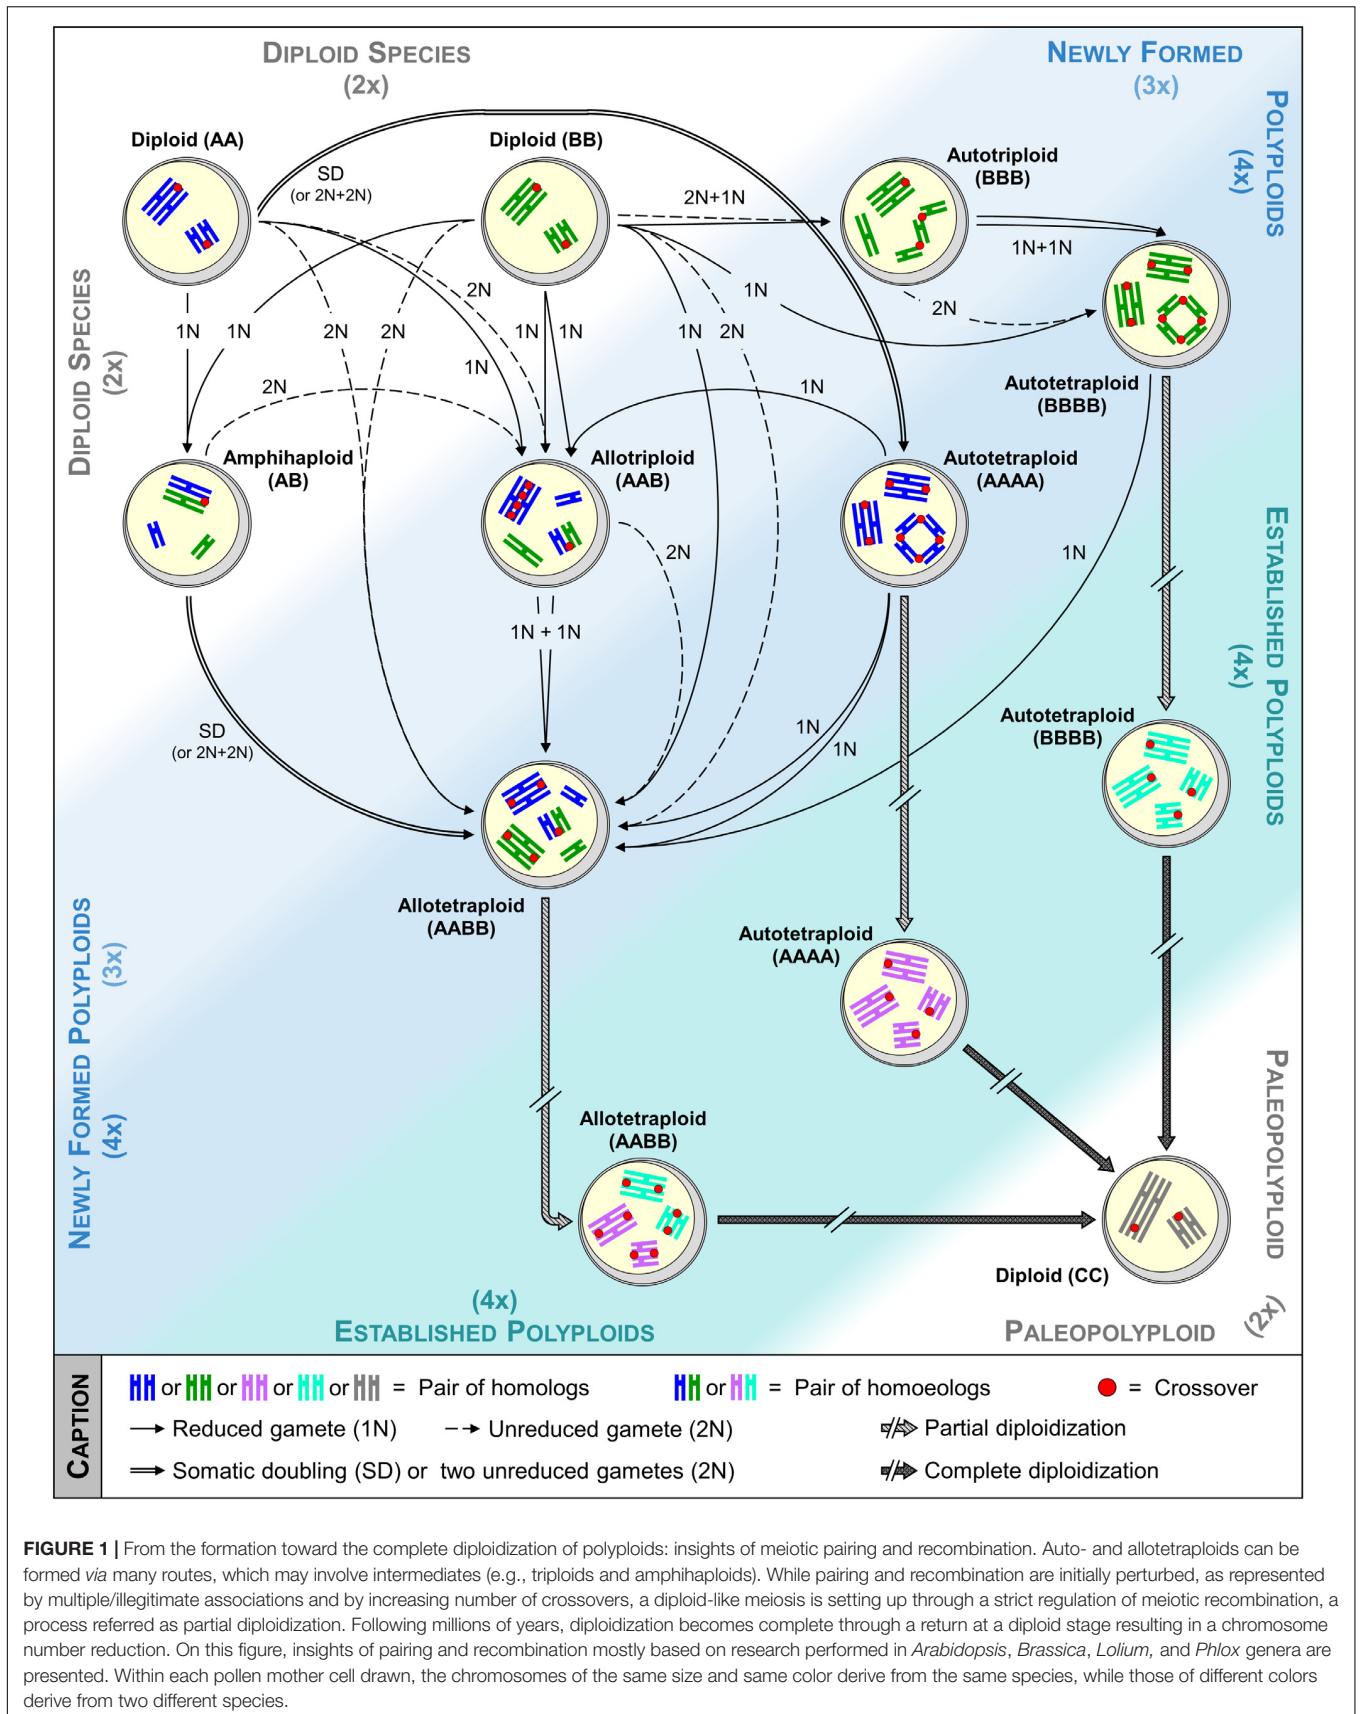 DIPLOID SPECIES
(2x)
NEWLY FORMED
(3x)
POLYPLOIDS
(4x)
Diploid (AA)
Diploid (BB)
Autotriploid
(BBB)
SD
(or 2N+2N)
2N+1N
1N+1N
DIPLOID SPECIES
(2x)
2N
1N
2N
1N
1N
2N
2N
1N
1N
1N
2N
1N
2N
1N
Autotetraploid
(BBBB)
Amphihaploid
(AB)
Allotriploid
(AAB)
Autotetraploid
(AAAA)
2N
1N
ESTABLISHED POLYPLOIDS
(4x)
1N + 1N
SD
(or 2N+2N)
1N
1N
Autotetraploid
(BBBB)
Allotetraploid
(AABB)
Autotetraploid
(AAAA)
NEWLY FORMED POLYPLOIDS
(3x)
(4x)
Allotetraploid
(AABB)
PALEOPOLYPLOID
Diploid (CC)
(4x)
ESTABLISHED POLYPLOIDS
PALEOPOLYPLOID
(2x)
CAPTION
or or or or = Pair of homologs
or = Pair of homoeologs
= Crossover
Reduced gamete (1N)
Unreduced gamete (2N)
Partial diploidization
Somatic doubling (SD) or two unreduced gametes (2N)
Complete diploidization
FIGURE 1 | From the formation toward the complete diploidization of polyploids: insights of meiotic pairing and recombination. Auto- and allotetraploids can be
formed via many routes, which may involve intermediates (e.g., triploids and amphihaploids). While pairing and recombination are initially perturbed, as represented
by multiple/illegitimate associations and by increasing number of crossovers, a diploid-like meiosis is setting up through a strict regulation of meiotic recombination, a
process referred as partial diploidization. Following millions of years, diploidization becomes complete through a return at a diploid stage resulting in a chromosome
number reduction. On this figure, insights of pairing and recombination mostly based on research performed in Arabidopsis, Brassica, Lolium, and Phlox genera are
presented. Within each pollen mother cell drawn, the chromosomes of the same size and same color derive from the same species, while those of different colors
derive from two different species.